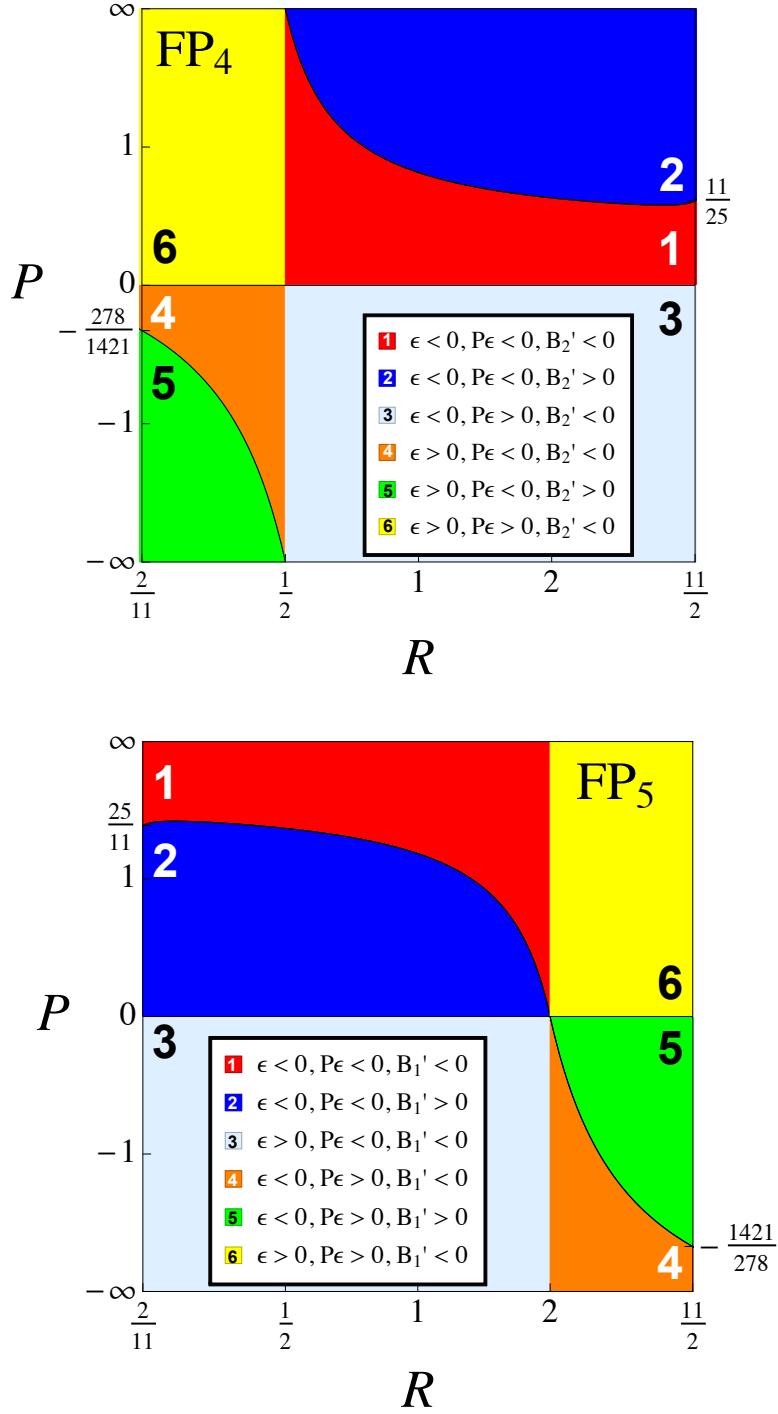 ∞
FP₄
1
2
11/25
6
1
P
0
4
3
− 278/1421
5
1 ϵ < 0, Pϵ < 0, B₂' < 0
2 ϵ < 0, Pϵ < 0, B₂' > 0
3 ϵ < 0, Pϵ > 0, B₂' < 0
4 ϵ > 0, Pϵ < 0, B₂' < 0
5 ϵ > 0, Pϵ < 0, B₂' > 0
6 ϵ > 0, Pϵ > 0, B₂' < 0
−1
−∞
2/11 1/2 1 2 11/2
R
∞
1
FP₅
25/11
2
1
6
P
0
3
5
1 ϵ < 0, Pϵ < 0, B₁' < 0
2 ϵ < 0, Pϵ < 0, B₁' > 0
3 ϵ > 0, Pϵ < 0, B₁' < 0
4 ϵ < 0, Pϵ > 0, B₁' < 0
5 ϵ < 0, Pϵ > 0, B₁' > 0
6 ϵ > 0, Pϵ > 0, B₁' < 0
−1
4
− 1421/278
−∞
2/11 1/2 1 2 11/2
R